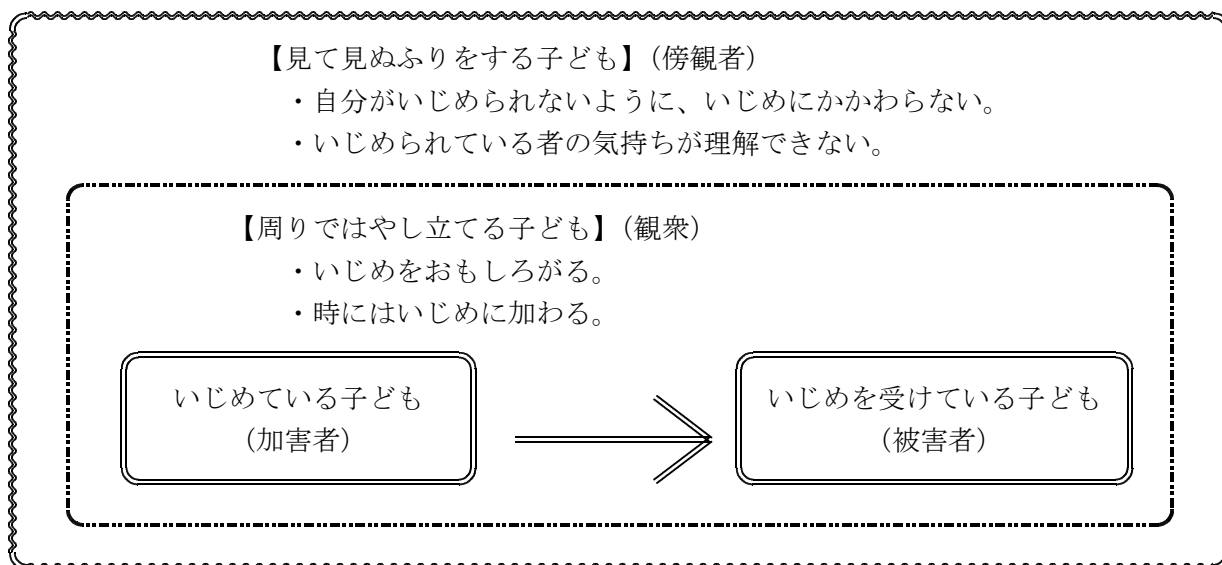 【見て見ぬふりをする子ども】(傍観者)
・自分がいじめられないように、いじめにかかわらない。
・いじめられている者の気持ちが理解できない。
【周りではやし立てる子ども】(観衆)
・いじめをおもしろがる。
・時にはいじめに加わる。
いじめている子ども
(加害者)
いじめを受けている子ども
(被害者)